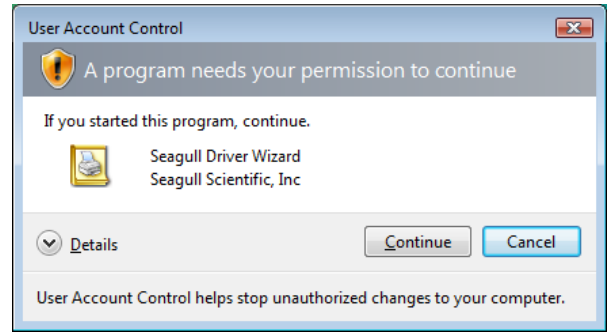 User Account Control
A program needs your permission to continue
If you started this program, continue.
Seagull Driver Wizard
Seagull Scientific, Inc
Details
Continue
Cancel
User Account Control helps stop unauthorized changes to your computer.